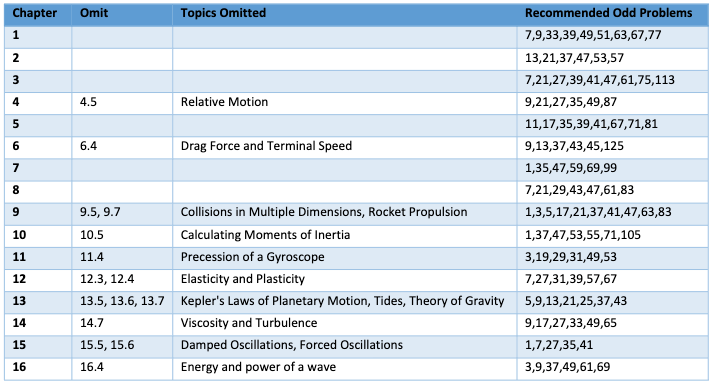 Chapter Omit Topics Omitted Recommended Odd Problems
1 7,9,33,39,49,51,63,67,77
2 13,21,37,47,53,57
3 7,21,27,39,41,47,61,75,113
4 4.5 Relative Motion 9,21,27,35,49,87
5 11,17,35,39,41,67,71,81
6 6.4 Drag Force and Terminal Speed 9,13,37,43,45,125
7 1,35,47,59,69,99
8 7,21,29,43,47,61,83
9 9.5, 9.7 Collisions in Multiple Dimensions, Rocket Propulsion 1,3,5,17,21,37,41,47,63,83
10 10.5 Calculating Moments of Inertia 1,37,47,53,55,71,105
11 11.4 Precession of a Gyroscope 3,19,29,31,49,53
12 12.3, 12.4 Elasticity and Plasticity 7,27,31,39,57,67
13 13.5, 13.6, 13.7 Kepler's Laws of Planetary Motion, Tides, Theory of Gravity 5,9,13,21,25,37,43
14 14.7 Viscosity and Turbulence 9,17,27,33,49,65
15 15.5, 15.6 Damped Oscillations, Forced Oscillations 1,7,27,35,41
16 16.4 Energy and power of a wave 3,9,37,49,61,69